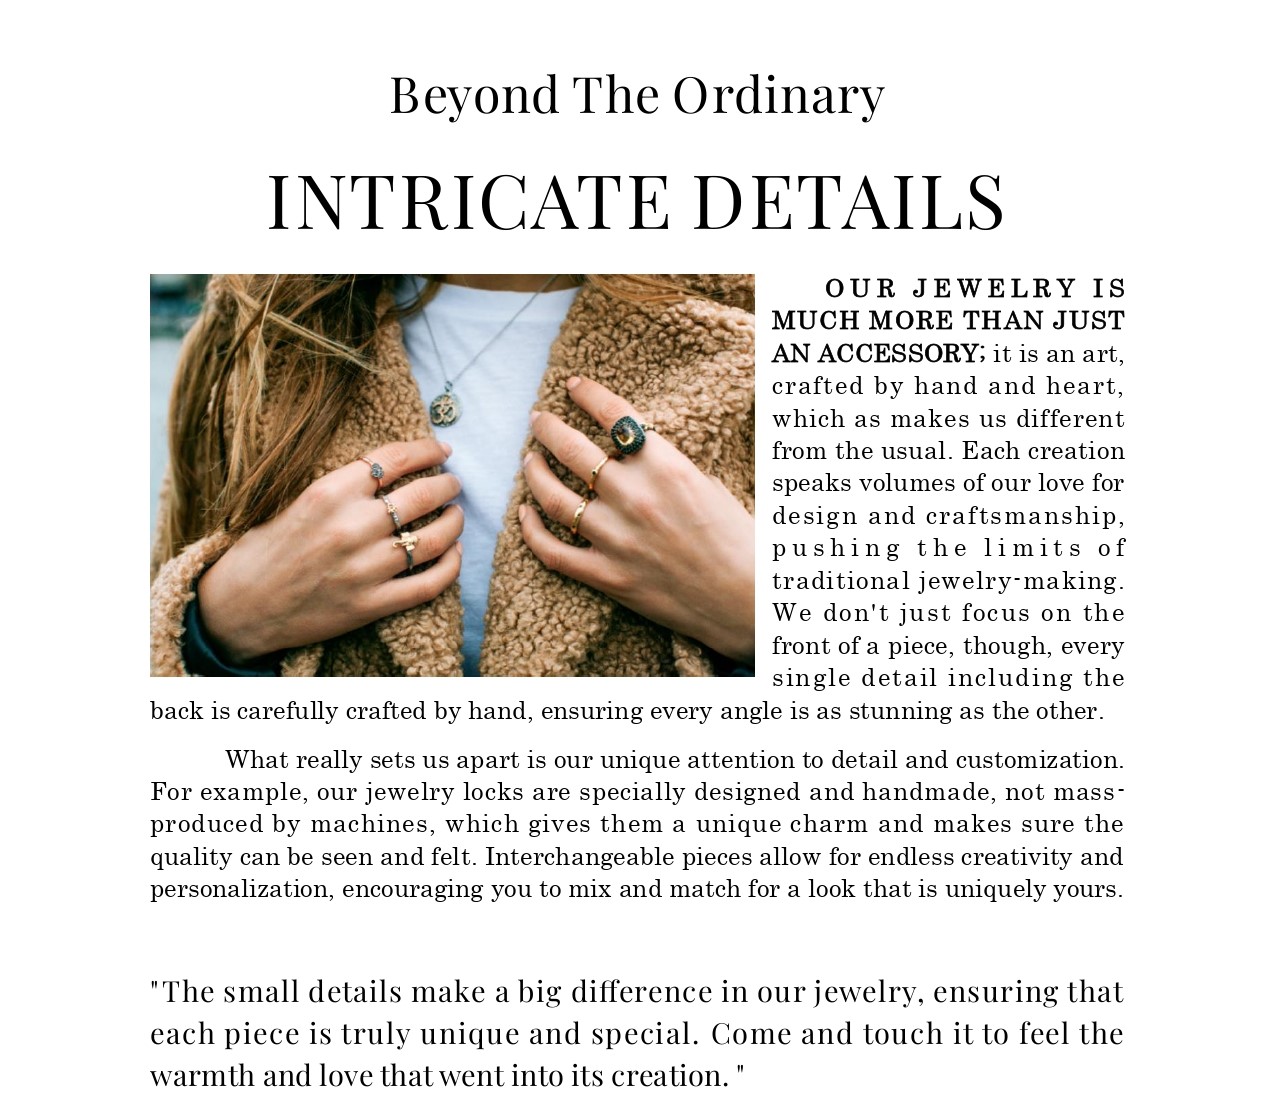 Beyond The Ordinary
INTRICATE DETAILS
OUR JEWELRY IS
MUCH MORE THAN JUST
AN ACCESSORY; it is an art,
crafted by hand and heart,
which as makes us different
from the usual. Each creation
speaks volumes of our love for
design and craftsmanship,
pushing the limits of
traditional jewelry-making.
We don't just focus on the
front of a piece, though, every
single detail including the
back is carefully crafted by hand, ensuring every angle is as stunning as the other.
What really sets us apart is our unique attention to detail and customization.
For example, our jewelry locks are specially designed and handmade, not mass-
produced by machines, which gives them a unique charm and makes sure the
quality can be seen and felt. Interchangeable pieces allow for endless creativity and
personalization, encouraging you to mix and match for a look that is uniquely yours.
"The small details make a big difference in our jewelry, ensuring that
each piece is truly unique and special. Come and touch it to feel the
warmth and love that went into its creation. "